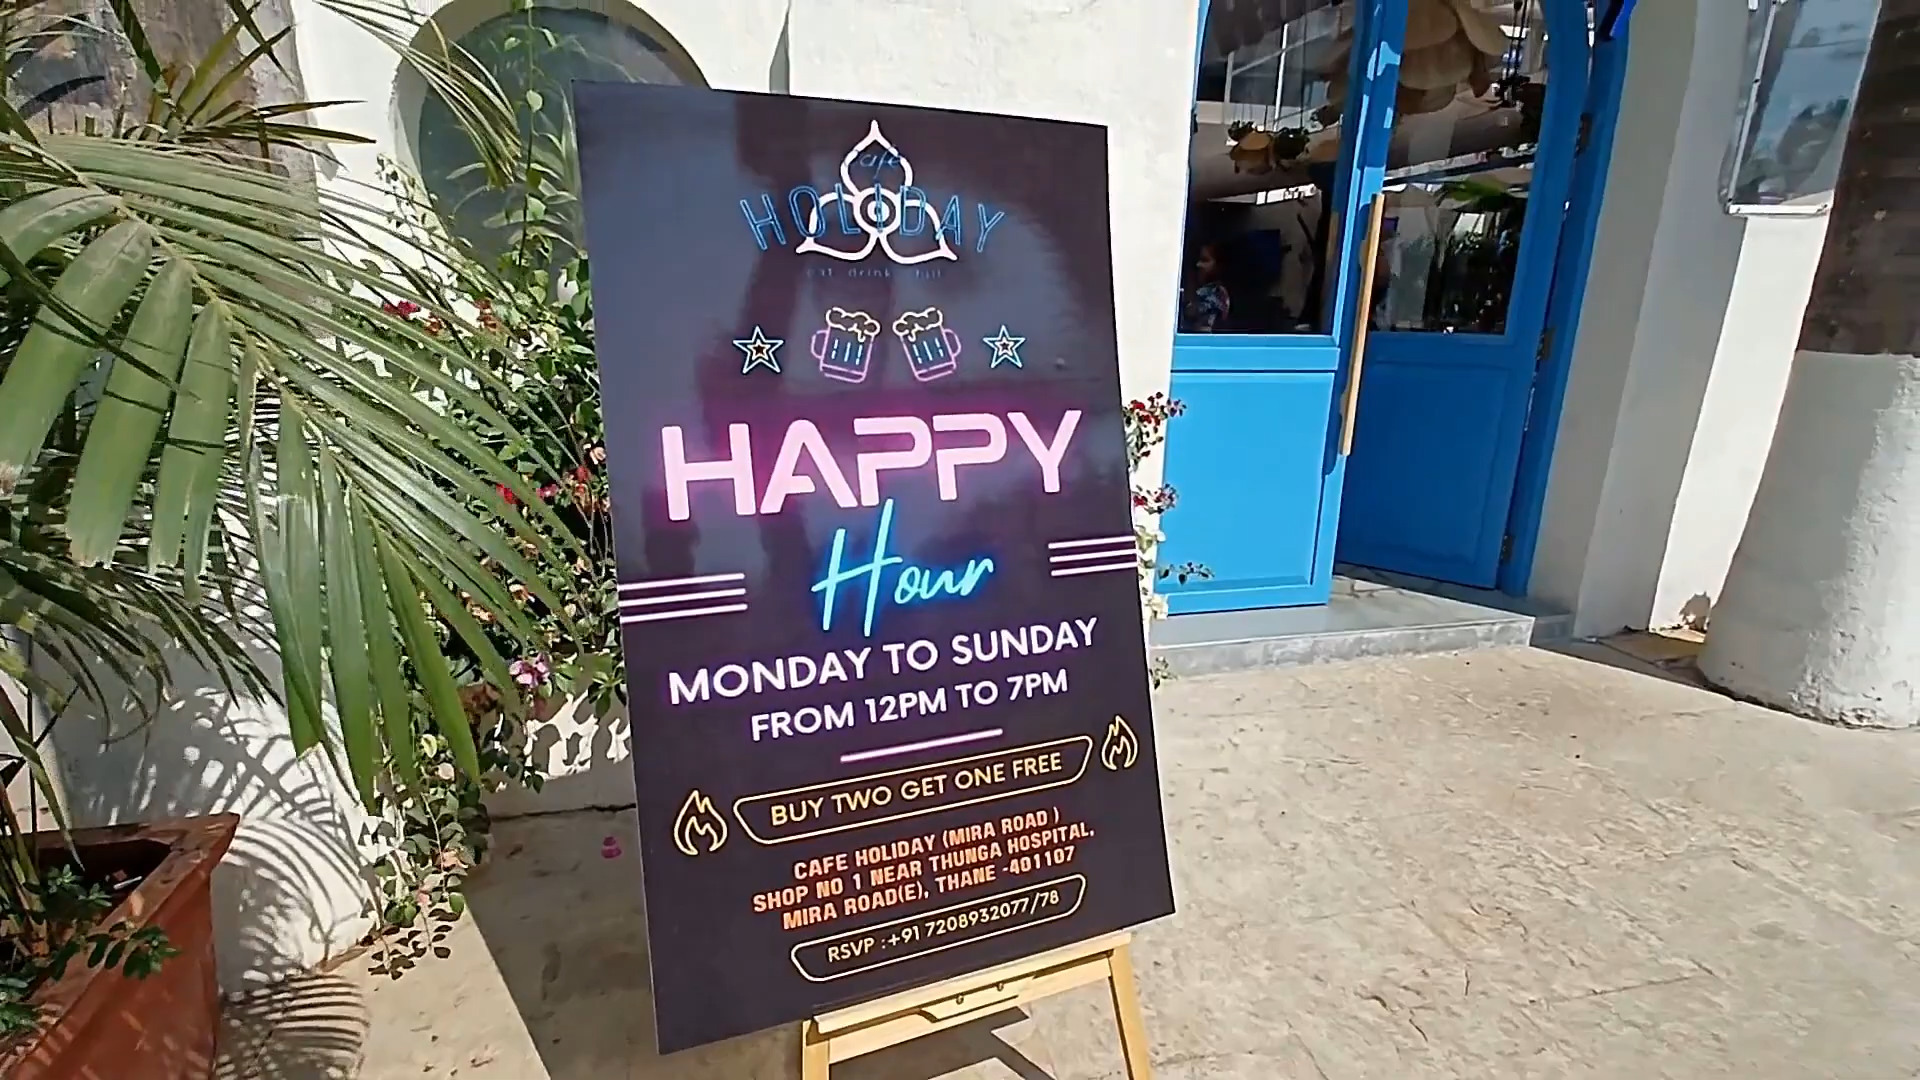 Cafe
HOLIDAY
eat drink chill
HAPPY
Hour
MONDAY TO SUNDAY
FROM 12PM TO 7PM
BUY TWO GET ONE FREE
CAFE HOLIDAY (MIRA ROAD )
SHOP NO 1 NEAR THUNGA HOSPITAL,
MIRA ROAD(E), THANE -401107
RSVP :+91 7208932077/78